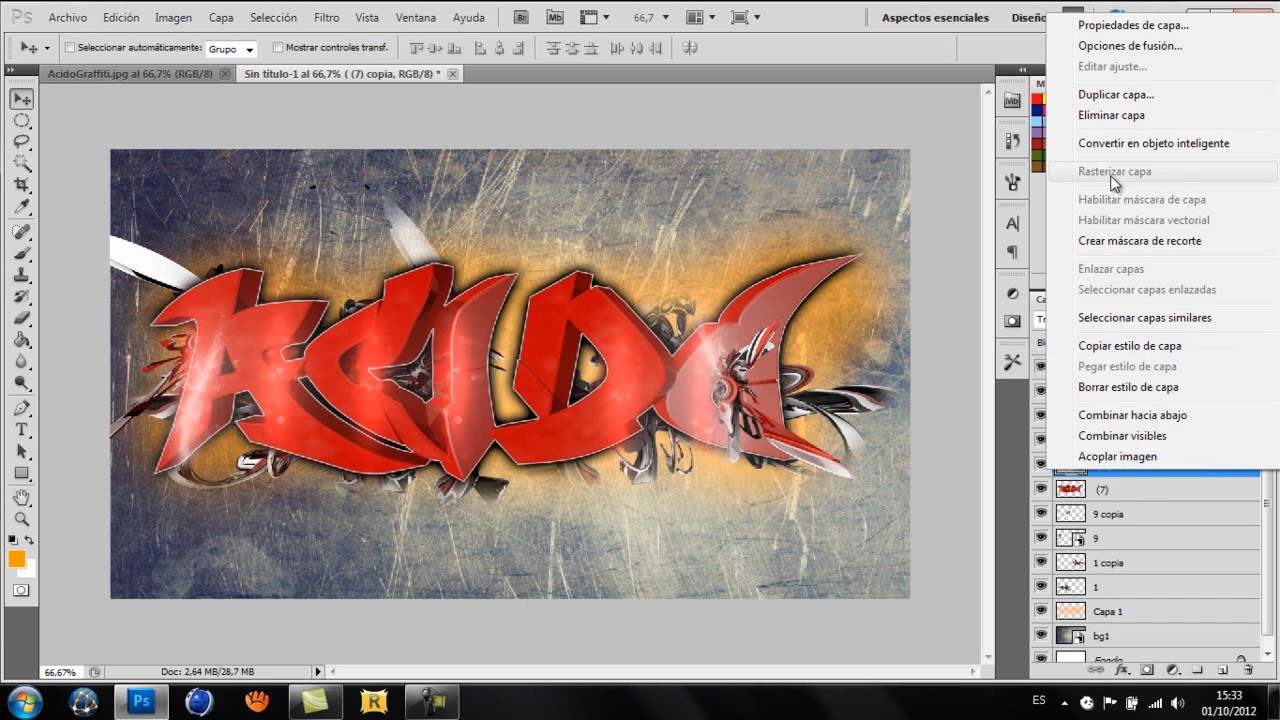 Ps Archivo Edición Imagen Capa Selección Filtro Vista Ventana Ayuda Br Mb 66,7 Aspectos esenciales Diseño
Seleccionar automáticamente: Grupo Mostrar controles transf.
AcidoGraffiti.jpg al 66,7% (RGB/8) Sin título-1 al 66,7% ( (7) copia, RGB/8) *
Propiedades de capa...
Opciones de fusión...
Editar ajuste...
Duplicar capa...
Eliminar capa
Convertir en objeto inteligente
Rasterizar capa
Habilitar máscara de capa
Habilitar máscara vectorial
Crear máscara de recorte
Enlazar capas
Seleccionar capas enlazadas
Seleccionar capas similares
Copiar estilo de capa
Pegar estilo de capa
Borrar estilo de capa
Combinar hacia abajo
Combinar visibles
Acoplar imagen
Mb
ACIDO
(7)
9 copia
9
1 copia
1
Capa 1
bg1
Fondo
66,67% Doc: 2,64 MB/28,7 MB
Ps R ES 15:33
01/10/2012